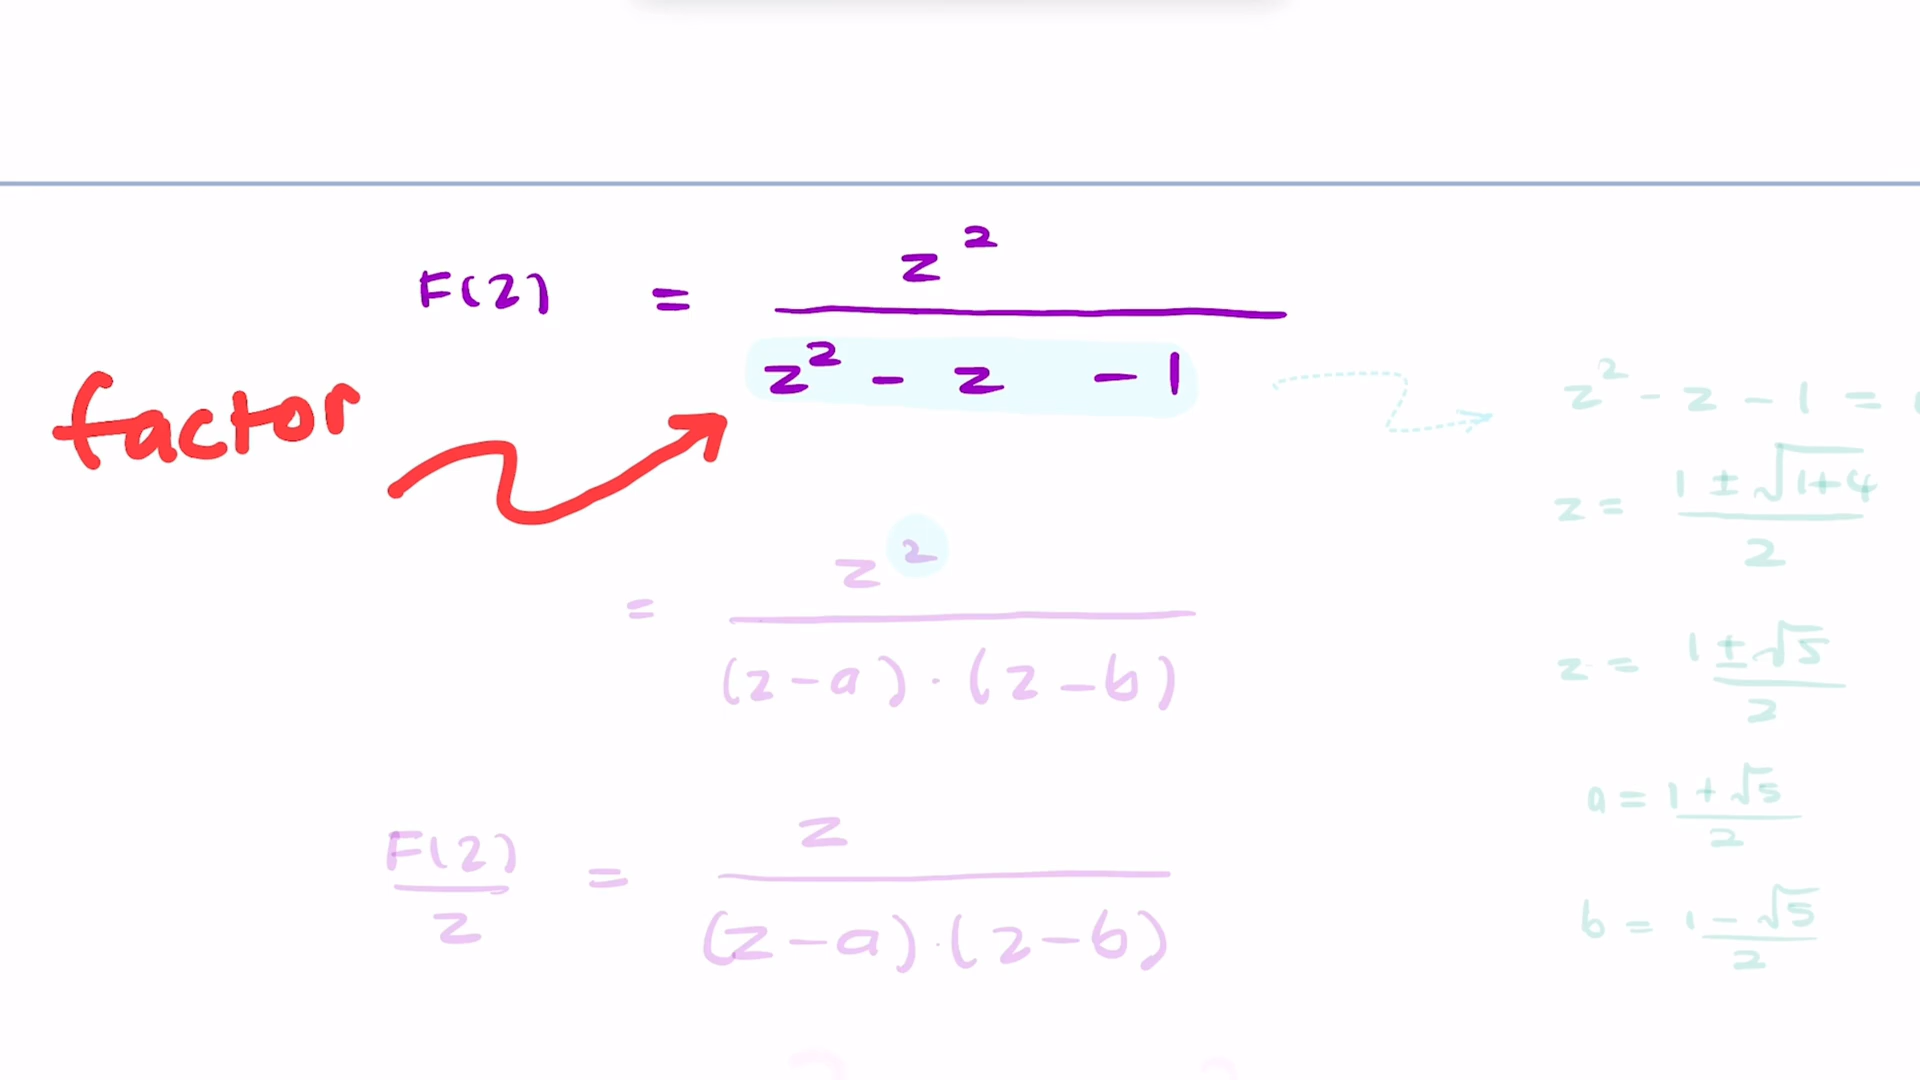 F(z) = z² / (z² - z - 1)
factor
= z² / ((z-a)·(z-b))
F(z)/z = z / ((z-a)·(z-b))
z² - z - 1 =
z = (1 ± √(1+4)) / 2
z = (1 ± √5) / 2
a = (1 + √5) / 2
b = (1 - √5) / 2